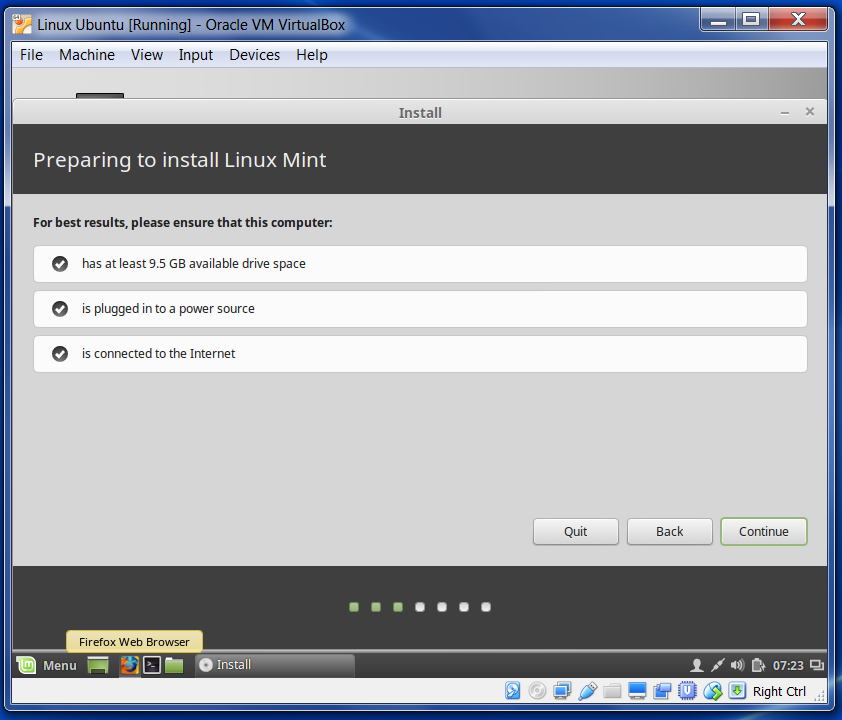 Linux Ubuntu [Running] - Oracle VM VirtualBox
File Machine View Input Devices Help
Install
Preparing to install Linux Mint
For best results, please ensure that this computer:
has at least 9.5 GB available drive space
is plugged in to a power source
is connected to the Internet
Quit Back Continue
Firefox Web Browser
Menu Install 07:23
Right Ctrl